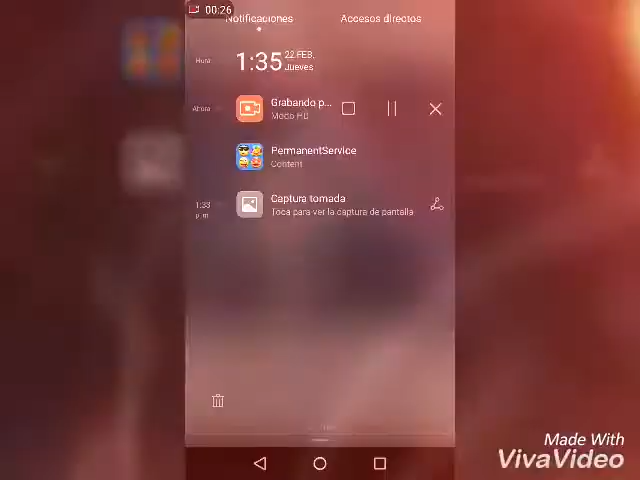 00:26
Notificaciones
Accesos directos
Hora
1:35
22 FEB.
Jueves
Ahora
Grabando p...
Modo HD
PermanentService
Content
1:33
p.m.
Captura tomada
Toca para ver la captura de pantalla
Made With
VivaVideo